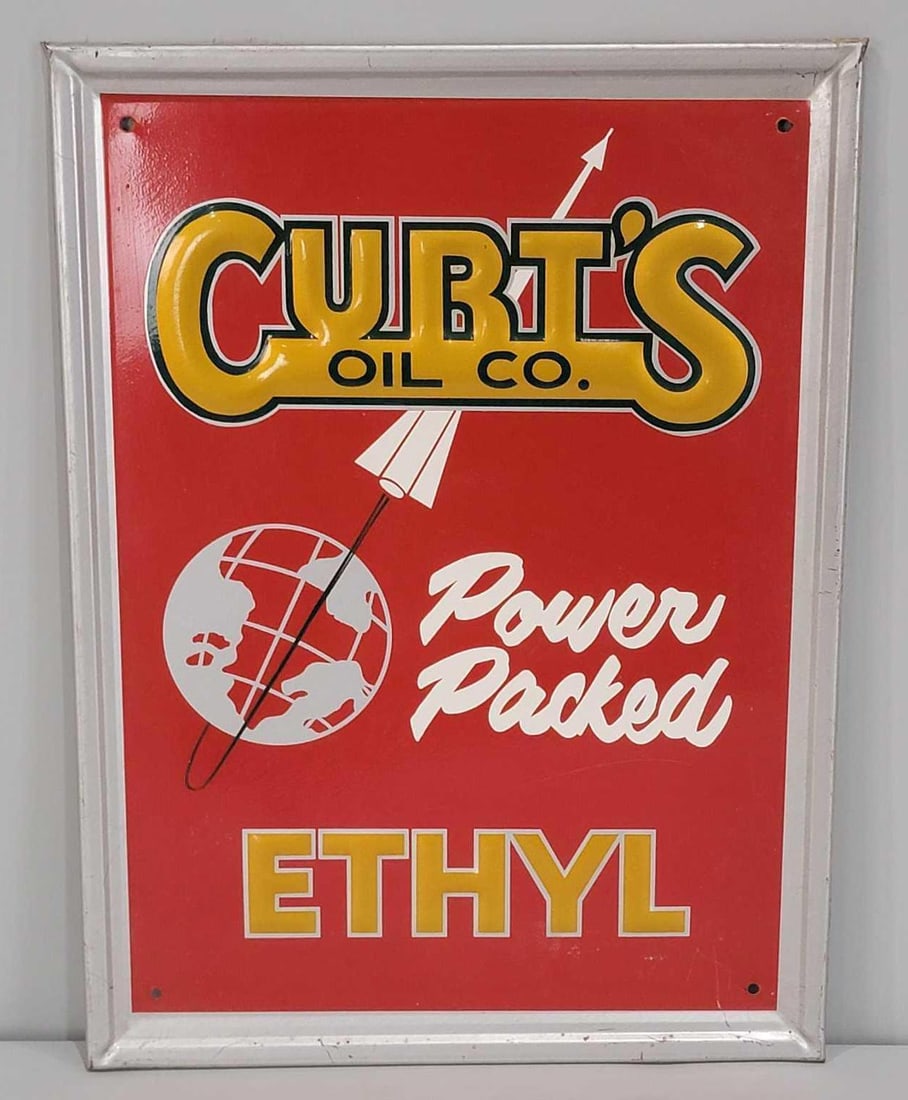 CURT'S
OIL CO.
Power
Packed
ETHYL